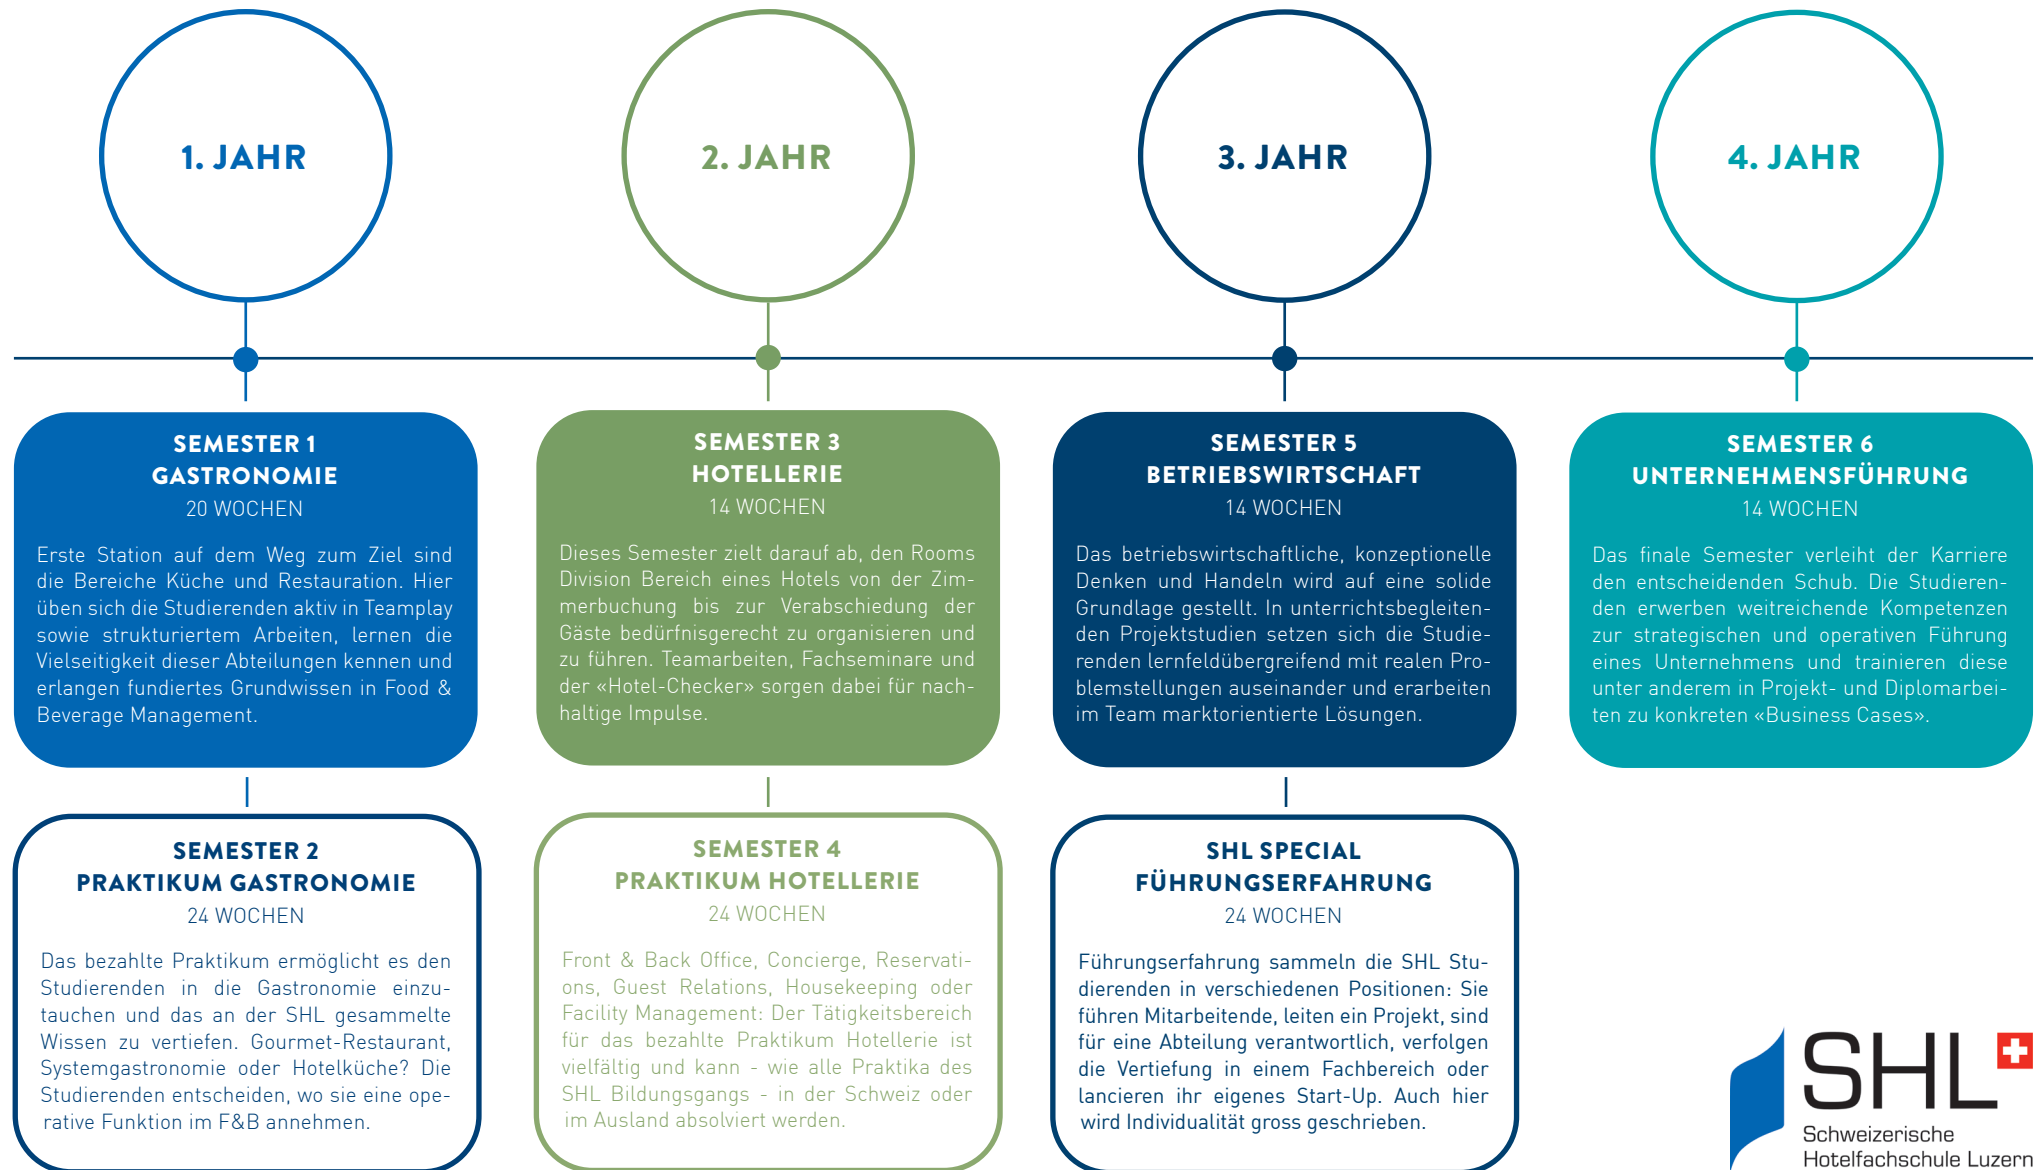 1. JAHR
2. JAHR
3. JAHR
4. JAHR
SEMESTER 1
GASTRONOMIE
20 WOCHEN
Erste Station auf dem Weg zum Ziel sind
die Bereiche Küche und Restauration. Hier
üben sich die Studierenden aktiv in Teamplay
sowie strukturiertem Arbeiten, lernen die
Vielseitigkeit dieser Abteilungen kennen und
erlangen fundiertes Grundwissen in Food &
Beverage Management.
SEMESTER 2
PRAKTIKUM GASTRONOMIE
24 WOCHEN
Das bezahlte Praktikum ermöglicht es den
Studierenden in die Gastronomie einzu-
tauchen und das an der SHL gesammelte
Wissen zu vertiefen. Gourmet-Restaurant,
Systemgastronomie oder Hotelküche? Die
Studierenden entscheiden, wo sie eine ope-
rative Funktion im F&B annehmen.
SEMESTER 3
HOTELLERIE
14 WOCHEN
Dieses Semester zielt darauf ab, den Rooms
Division Bereich eines Hotels von der Zim-
merbuchung bis zur Verabschiedung der
Gäste bedürfnisgerecht zu organisieren und
zu führen. Teamarbeiten, Fachseminare und
der «Hotel-Checker» sorgen dabei für nach-
haltige Impulse.
SEMESTER 4
PRAKTIKUM HOTELLERIE
24 WOCHEN
Front & Back Office, Concierge, Reservati-
ons, Guest Relations, Housekeeping oder
Facility Management: Der Tätigkeitsbereich
für das bezahlte Praktikum Hotellerie ist
vielfältig und kann - wie alle Praktika des
SHL Bildungsgangs - in der Schweiz oder
im Ausland absolviert werden.
SEMESTER 5
BETRIEBSWIRTSCHAFT
14 WOCHEN
Das betriebswirtschaftliche, konzeptionelle
Denken und Handeln wird auf eine solide
Grundlage gestellt. In unterrichtsbegleiten-
den Projektstudien setzen sich die Studie-
renden lernfeldübergreifend mit realen Pro-
blemstellungen auseinander und erarbeiten
im Team marktorientierte Lösungen.
SHL SPECIAL
FÜHRUNGSERFAHRUNG
24 WOCHEN
Führungserfahrung sammeln die SHL Stu-
dierenden in verschiedenen Positionen: Sie
führen Mitarbeitende, leiten ein Projekt, sind
für eine Abteilung verantwortlich, verfolgen
die Vertiefung in einem Fachbereich oder
lancieren ihr eigenes Start-Up. Auch hier
wird Individualität gross geschrieben.
SEMESTER 6
UNTERNEHMENSFÜHRUNG
14 WOCHEN
Das finale Semester verleiht der Karriere
den entscheidenden Schub. Die Studieren-
den erwerben weitreichende Kompetenzen
zur strategischen und operativen Führung
eines Unternehmens und trainieren diese
unter anderem in Projekt- und Diplomarbei-
ten zu konkreten «Business Cases».
SHL
Schweizerische
Hotelfachschule Luzern